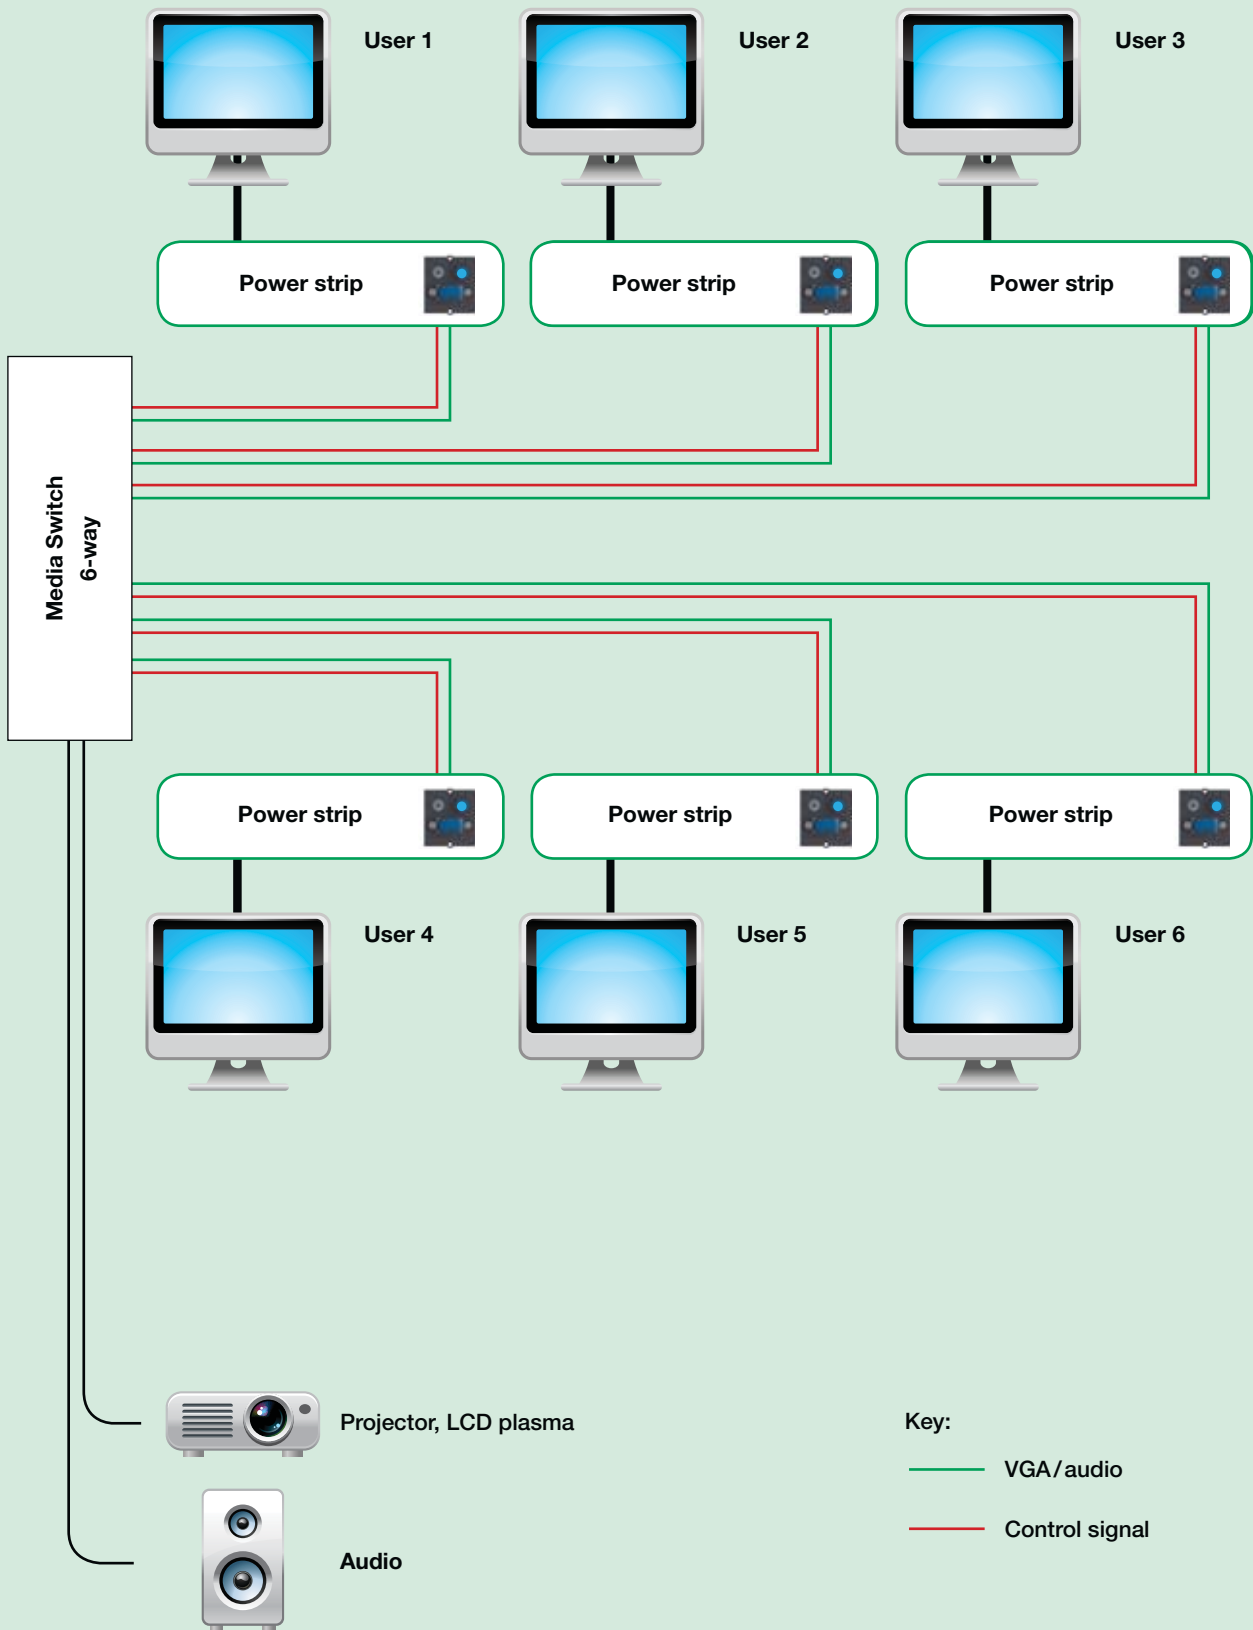 User 1
User 2
User 3
Power strip
Power strip
Power strip
Media Switch
6-way
Power strip
Power strip
Power strip
User 4
User 5
User 6
Projector, LCD plasma
Key:
VGA/audio
Control signal
Audio